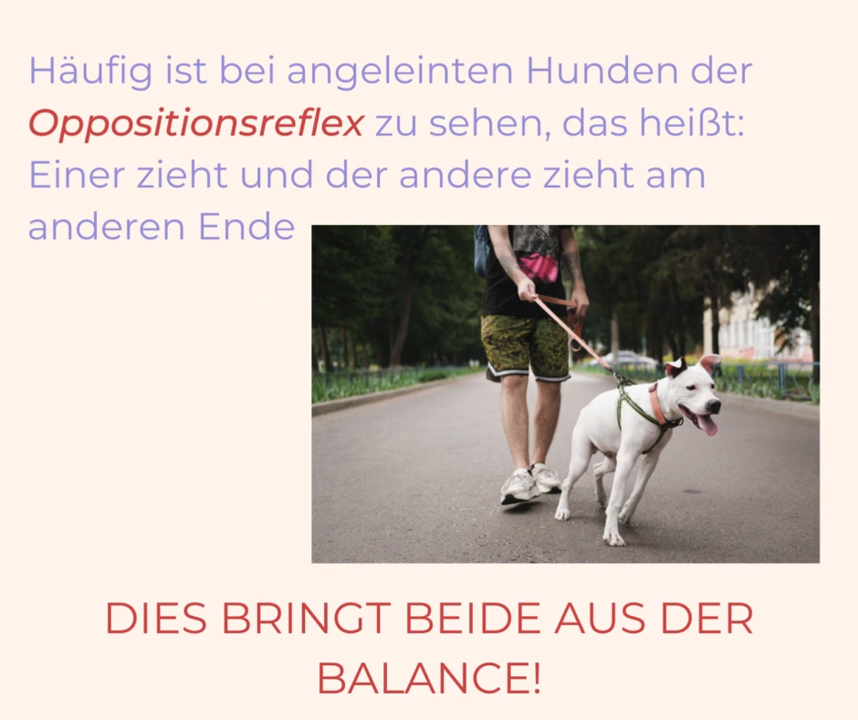 Häufig ist bei angeleinten Hunden der
Oppositionsreflex zu sehen, das heißt:
Einer zieht und der andere zieht am
anderen Ende
DIES BRINGT BEIDE AUS DER
BALANCE!